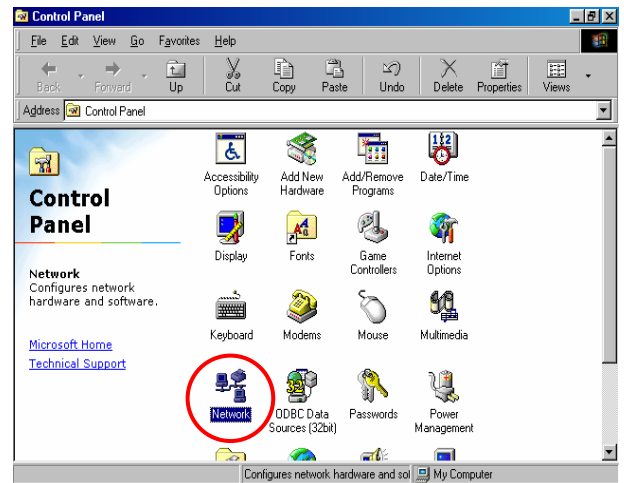 Control Panel
File Edit View Go Favorites Help
Back Forward Up Cut Copy Paste Undo Delete Properties Views
Address Control Panel
Control
Panel
Network
Configures network
hardware and software.
Microsoft Home
Technical Support
Accessibility
Options
Add New
Hardware
Add/Remove
Programs
Date/Time
Display
Fonts
Game
Controllers
Internet
Options
Keyboard
Modems
Mouse
Multimedia
Network
ODBC Data
Sources (32bit)
Passwords
Power
Management
Configures network hardware and sol
My Computer